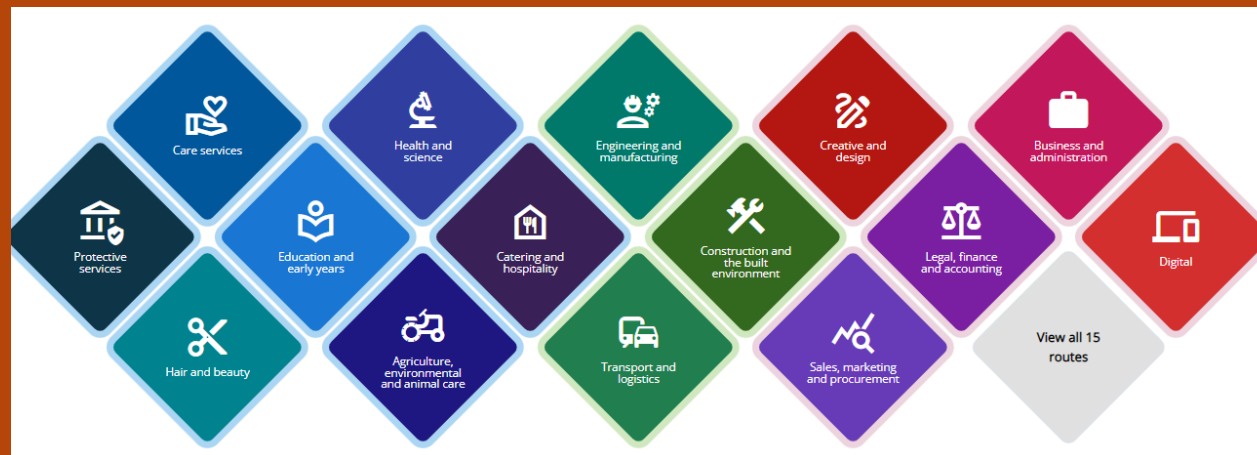 Care services
Health and
science
Engineering and
manufacturing
Creative and
design
Business and
administration
Protective
services
Education and
early years
Catering and
hospitality
Construction and
the built
environment
Legal, finance
and accounting
Digital
Hair and beauty
Agriculture,
environmental
and animal care
Transport and
logistics
Sales, marketing
and procurement
View all 15
routes